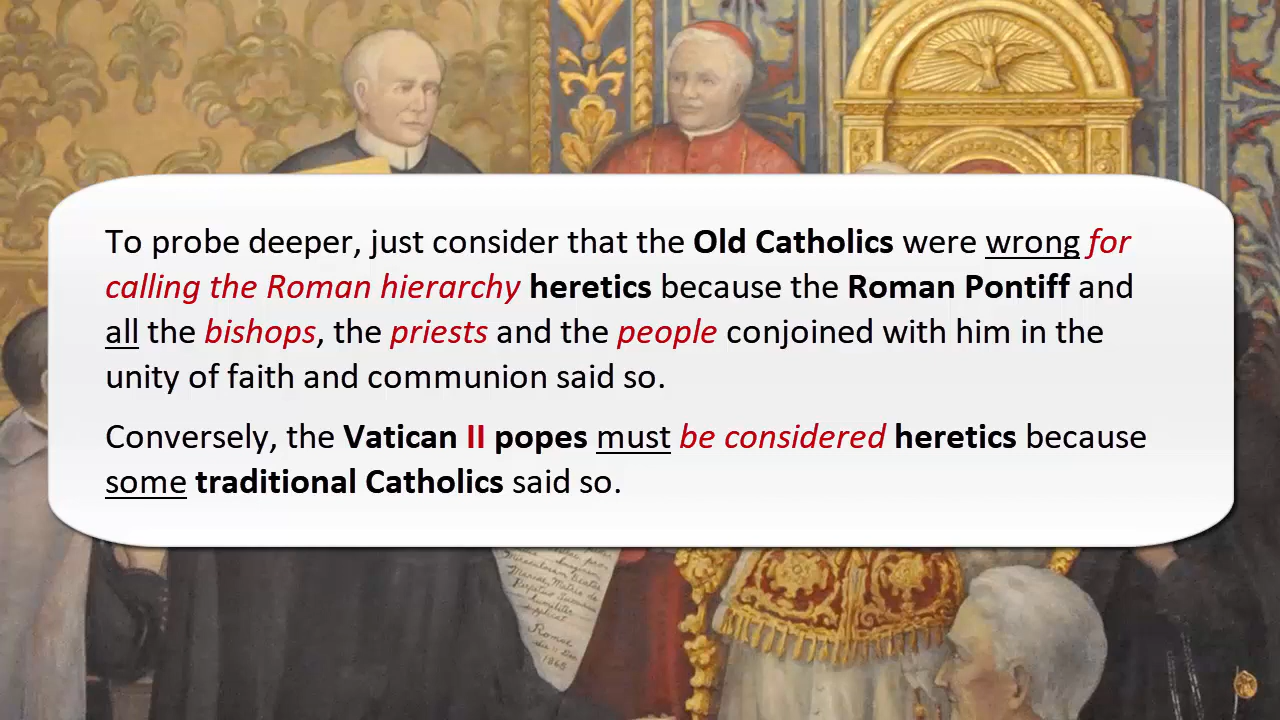 To probe deeper, just consider that the Old Catholics were wrong for
calling the Roman hierarchy heretics because the Roman Pontiff and
all the bishops, the priests and the people conjoined with him in the
unity of faith and communion said so.
Conversely, the Vatican II popes must be considered heretics because
some traditional Catholics said so.
Romae